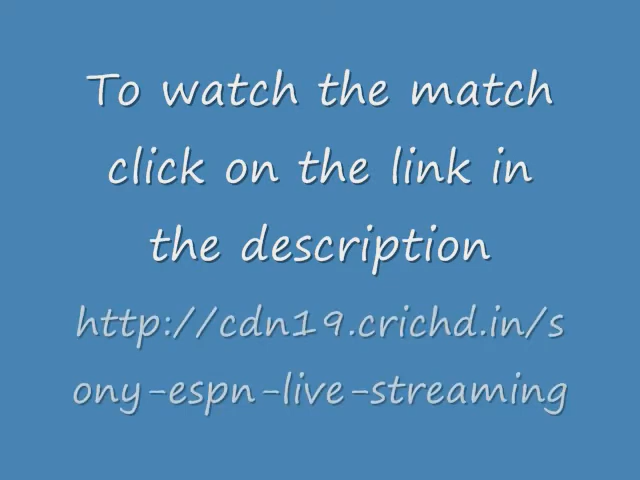 To watch the match
click on the link in
the description
http://cdn19.crichd.in/s
ony-espn-live-streaming